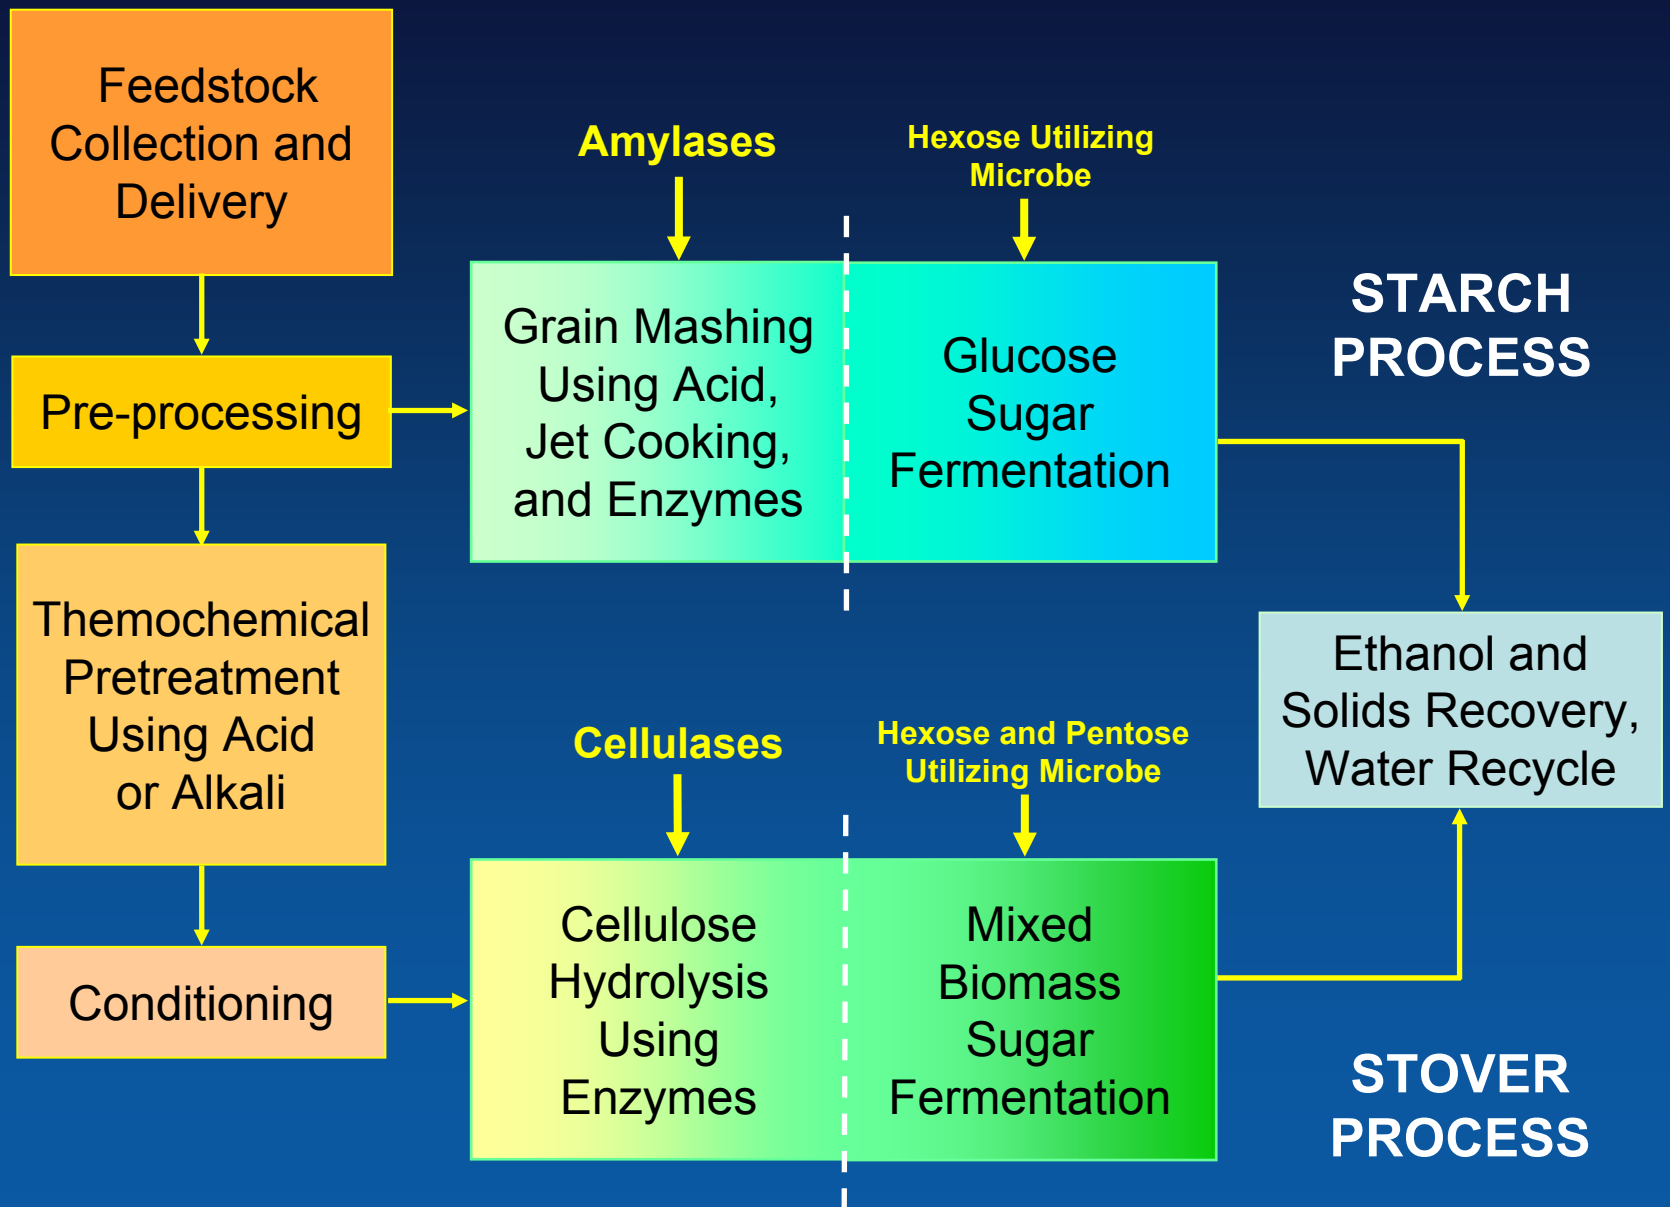 Feedstock
Collection and
Delivery
Pre-processing
Themochemical
Pretreatment
Using Acid
or Alkali
Conditioning
Amylases
Hexose Utilizing
Microbe
Grain Mashing
Using Acid,
Jet Cooking,
and Enzymes
Glucose
Sugar
Fermentation
STARCH
PROCESS
Cellulases
Hexose and Pentose
Utilizing Microbe
Cellulose
Hydrolysis
Using
Enzymes
Mixed
Biomass
Sugar
Fermentation
Ethanol and
Solids Recovery,
Water Recycle
STOVER
PROCESS